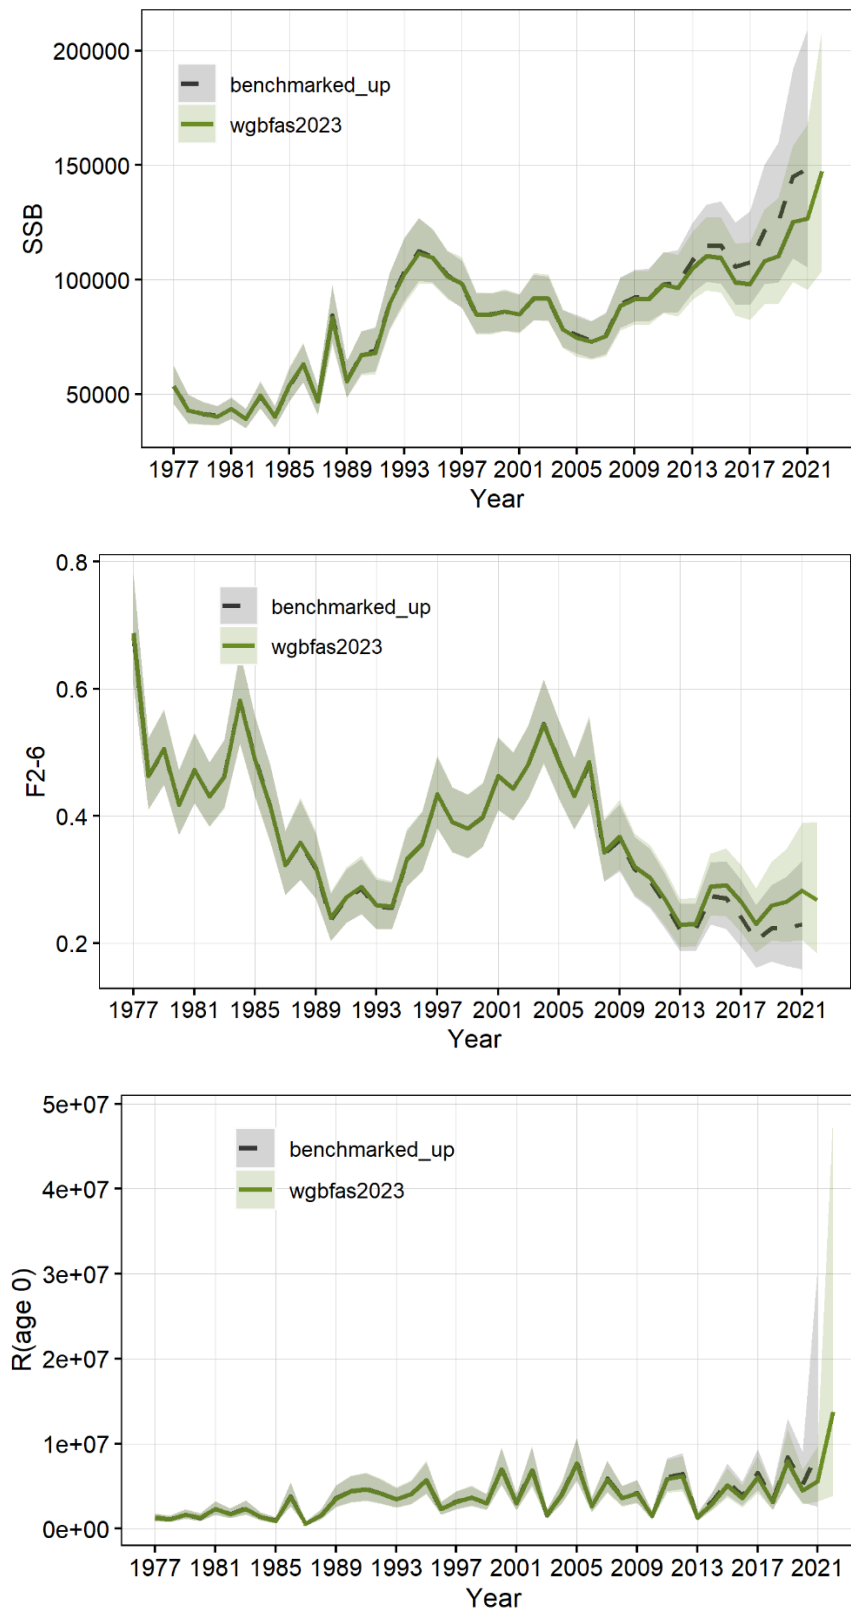 200000
150000
100000
50000
SSB
benchmarked_up
wgbfas2023
1977 1981 1985 1989 1993 1997 2001 2005 2009 2013 2017 2021
Year
0.8
0.6
0.4
0.2
F2-6
benchmarked_up
wgbfas2023
1977 1981 1985 1989 1993 1997 2001 2005 2009 2013 2017 2021
Year
5e+07
4e+07
3e+07
2e+07
1e+07
0e+00
R(age 0)
benchmarked_up
wgbfas2023
1977 1981 1985 1989 1993 1997 2001 2005 2009 2013 2017 2021
Year